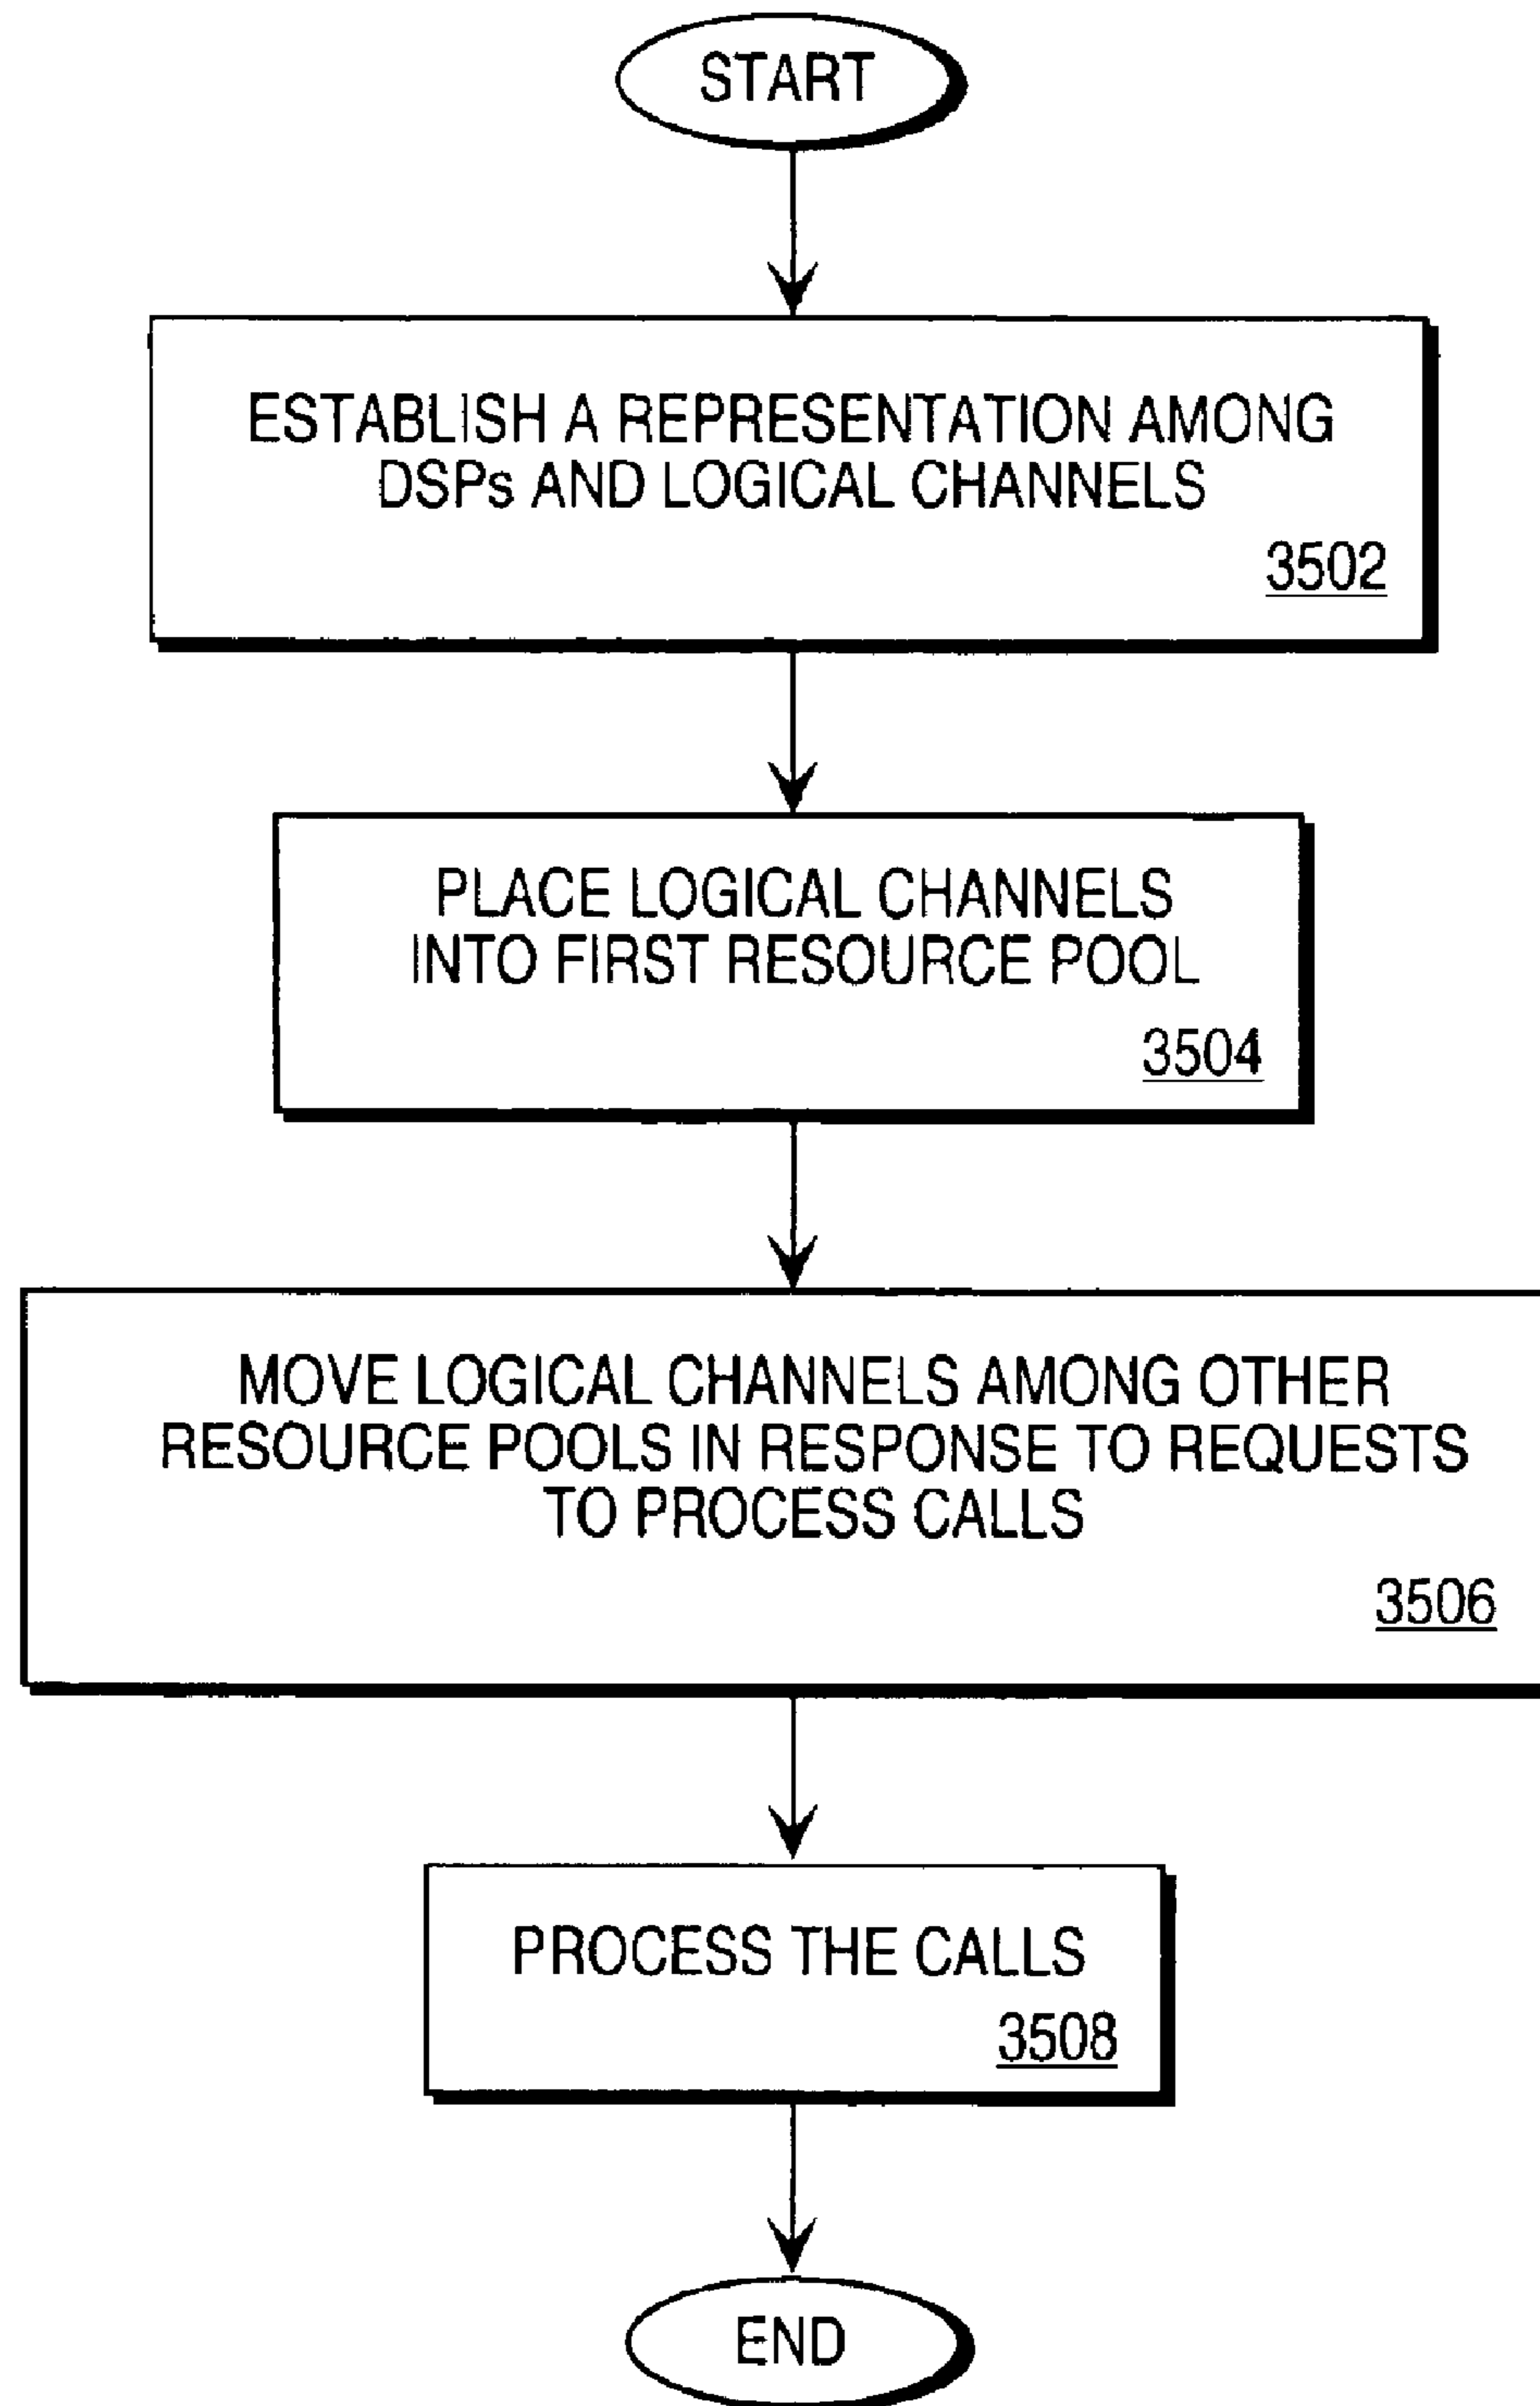 START
ESTABLISH A REPRESENTATION AMONG
DSPs AND LOGICAL CHANNELS
3502
PLACE LOGICAL CHANNELS
INTO FIRST RESOURCE POOL
3504
MOVE LOGICAL CHANNELS AMONG OTHER
RESOURCE POOLS IN RESPONSE TO REQUESTS
TO PROCESS CALLS
3506
PROCESS THE CALLS
3508
END